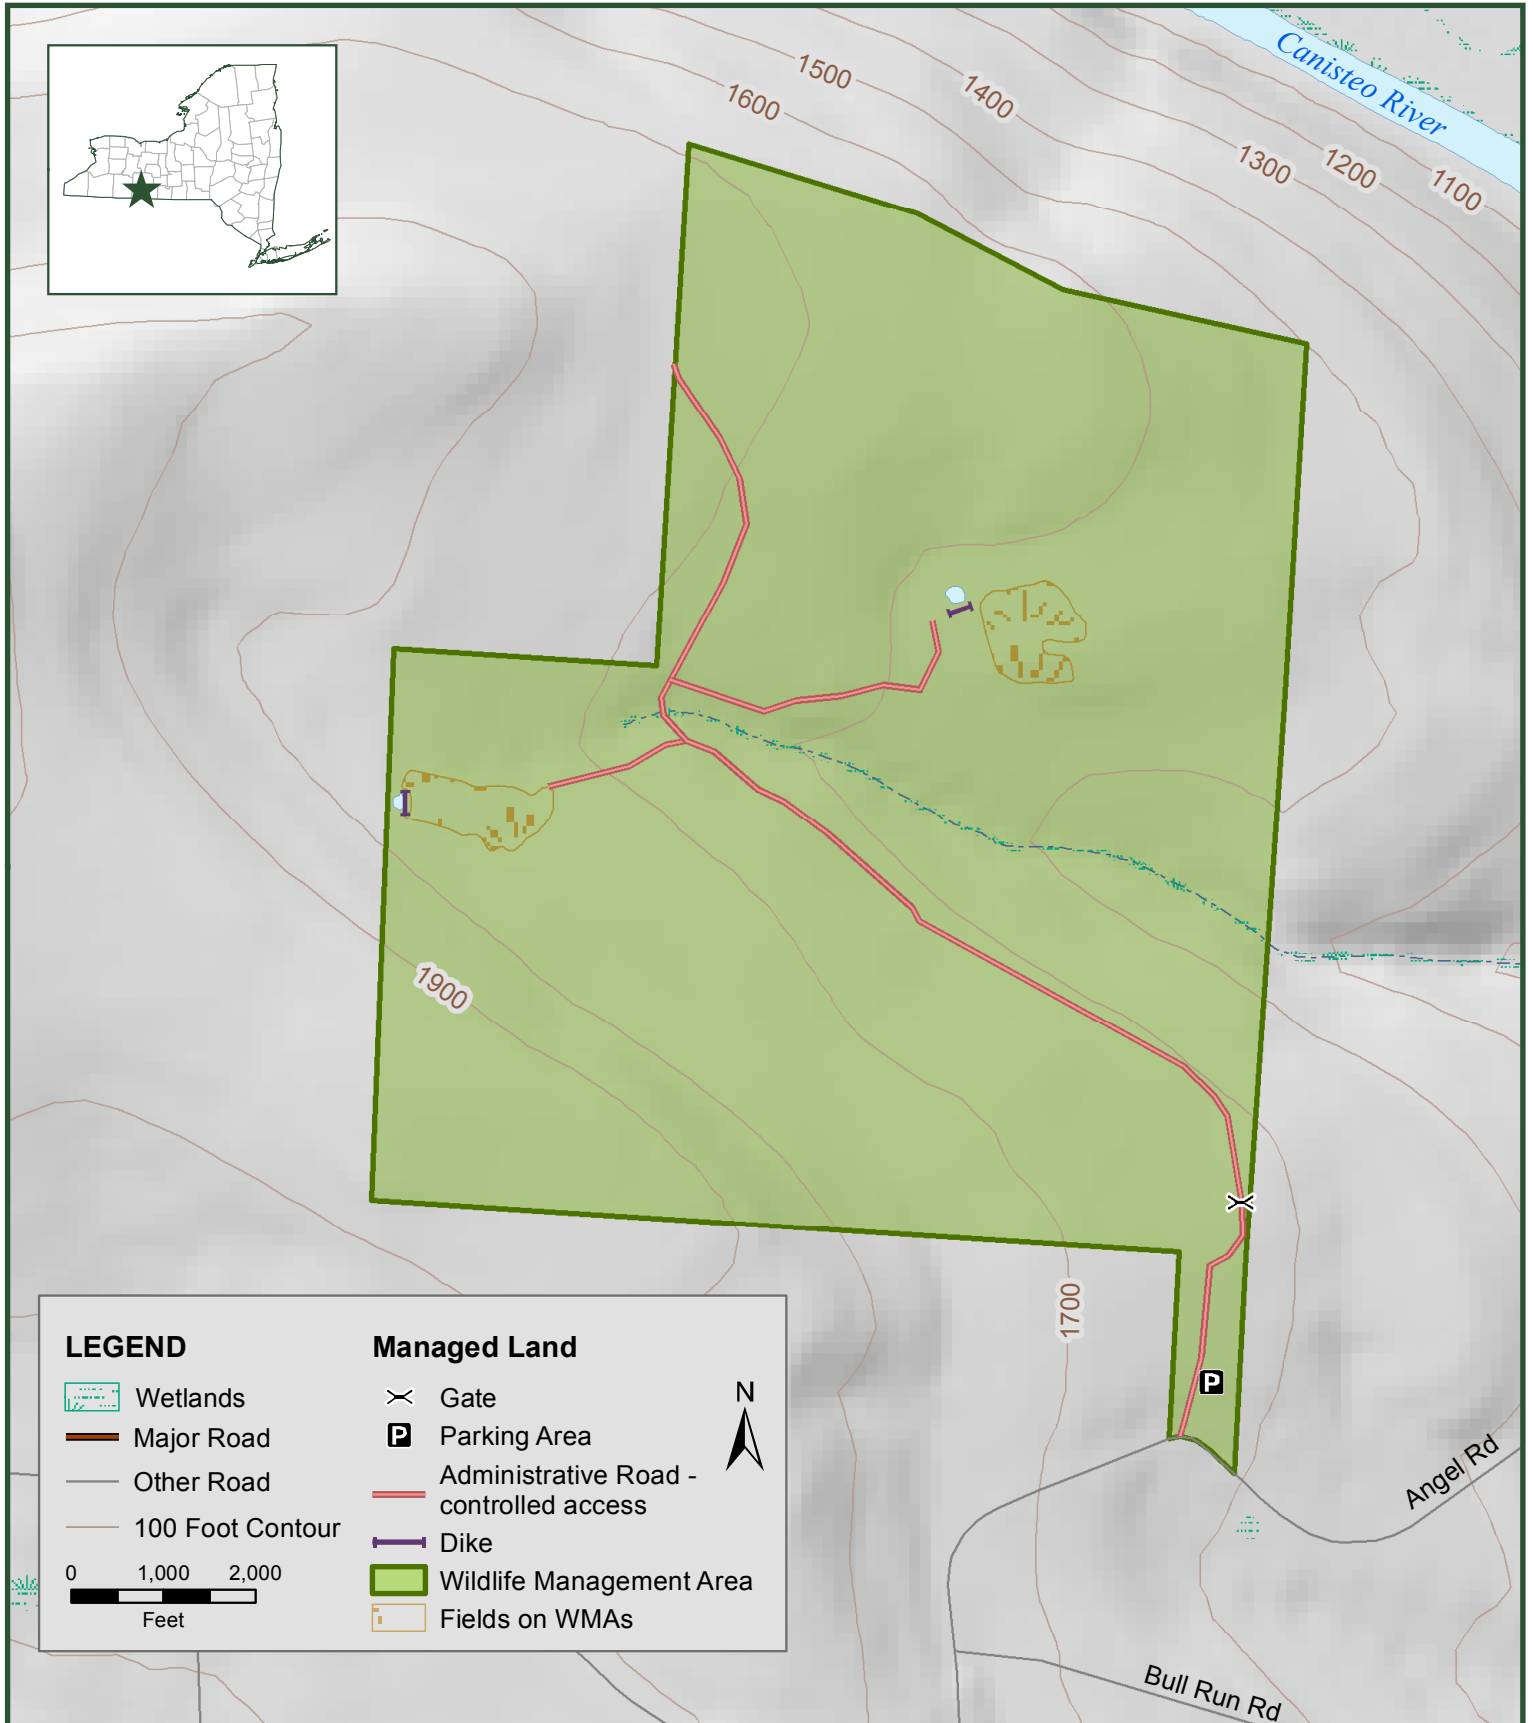 Canisteo River
1500
1600
1400
1300
1200
1100
1900
1700
P
Angel Rd
Bull Run Rd
LEGEND
Wetlands
Major Road
Other Road
100 Foot Contour
0 1,000 2,000
Feet
Managed Land
Gate
P Parking Area
Administrative Road -
controlled access
Dike
Wildlife Management Area
Fields on WMAs
N